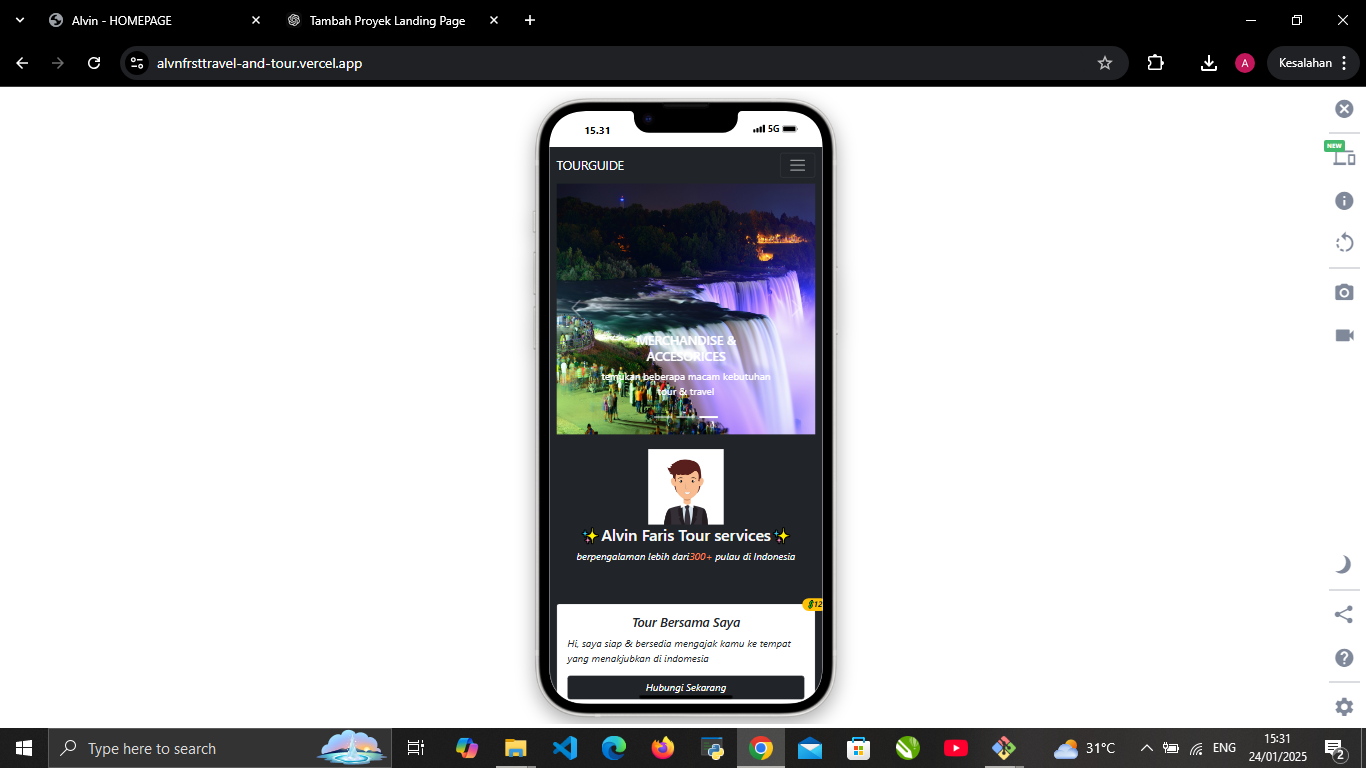 Alvin - HOMEPAGE
Tambah Proyek Landing Page
alvnfrsttravel-and-tour.vercel.app
A
Kesalahan
15.31
5G
TOURGUIDE
MERCHANDISE &
ACCESORICES
temukan beberapa macam kebutuhan
tour & travel
✨ Alvin Faris Tour services ✨
berpengalaman lebih dari300+ pulau di Indonesia
Tour Bersama Saya
Hi, saya siap & bersedia mengajak kamu ke tempat
yang menakjubkan di indomesia
Hubungi Sekarang
NEW
Type here to search
31°C
ENG
15:31
24/01/2025
2